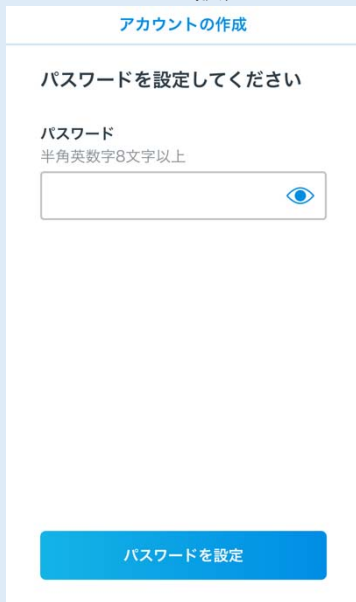 アカウントの作成
パスワードを設定してください
パスワード
半角英数字8文字以上
パスワードを設定